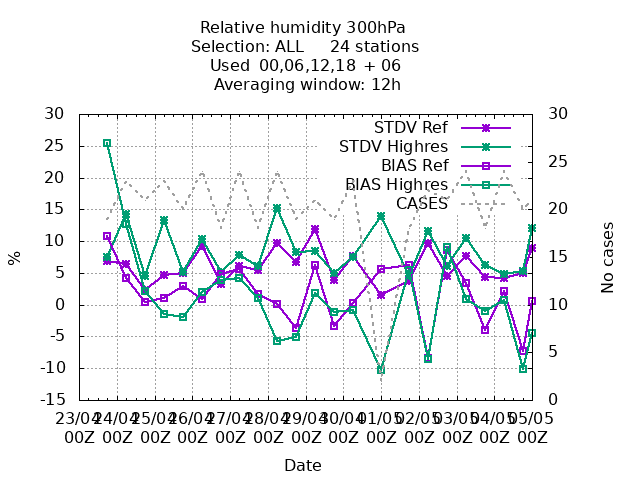 Relative humidity 300hPa
Selection: ALL 24 stations
Used 00,06,12,18 + 06
Averaging window: 12h
STDV Ref
STDV Highres
BIAS Ref
BIAS Highres
CASES
30
25
20
15
10
5
0
-5
-10
-15
%
30
25
20
15
10
5
0
No cases
23/04 24/04 25/04 26/04 27/04 28/04 29/04 30/04 01/05 02/05 03/05 04/05 05/05
00Z 00Z 00Z 00Z 00Z 00Z 00Z 00Z 00Z 00Z 00Z 00Z 00Z
Date